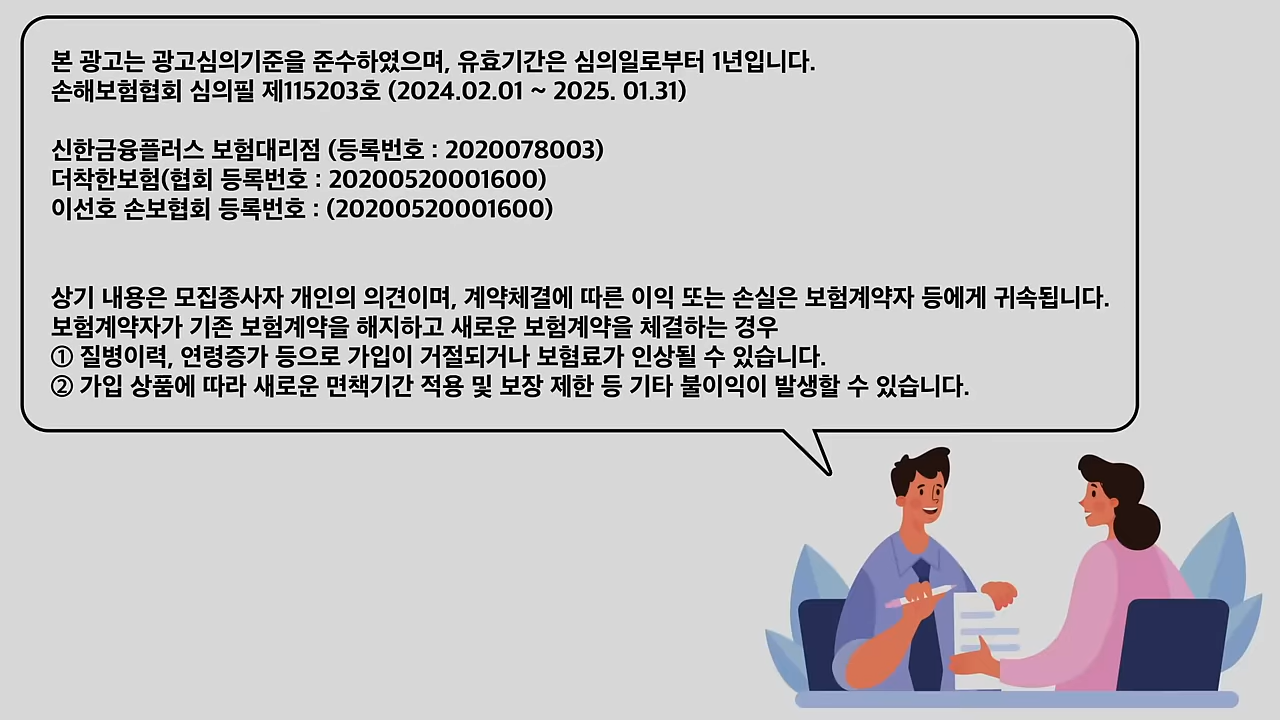 본 광고는 광고심의기준을 준수하였으며, 유효기간은 심의일로부터 1년입니다.
손해보험협회 심의필 제115203호 (2024.02.01 ~ 2025. 01.31)
신한금융플러스 보험대리점 (등록번호 : 2020078003)
더착한보험(협회 등록번호 : 20200520001600)
이선호 손보협회 등록번호 : (20200520001600)
상기 내용은 모집종사자 개인의 의견이며, 계약체결에 따른 이익 또는 손실은 보험계약자 등에게 귀속됩니다.
보험계약자가 기존 보험계약을 해지하고 새로운 보험계약을 체결하는 경우
① 질병이력, 연령증가 등으로 가입이 거절되거나 보험료가 인상될 수 있습니다.
② 가입 상품에 따라 새로운 면책기간 적용 및 보장 제한 등 기타 불이익이 발생할 수 있습니다.